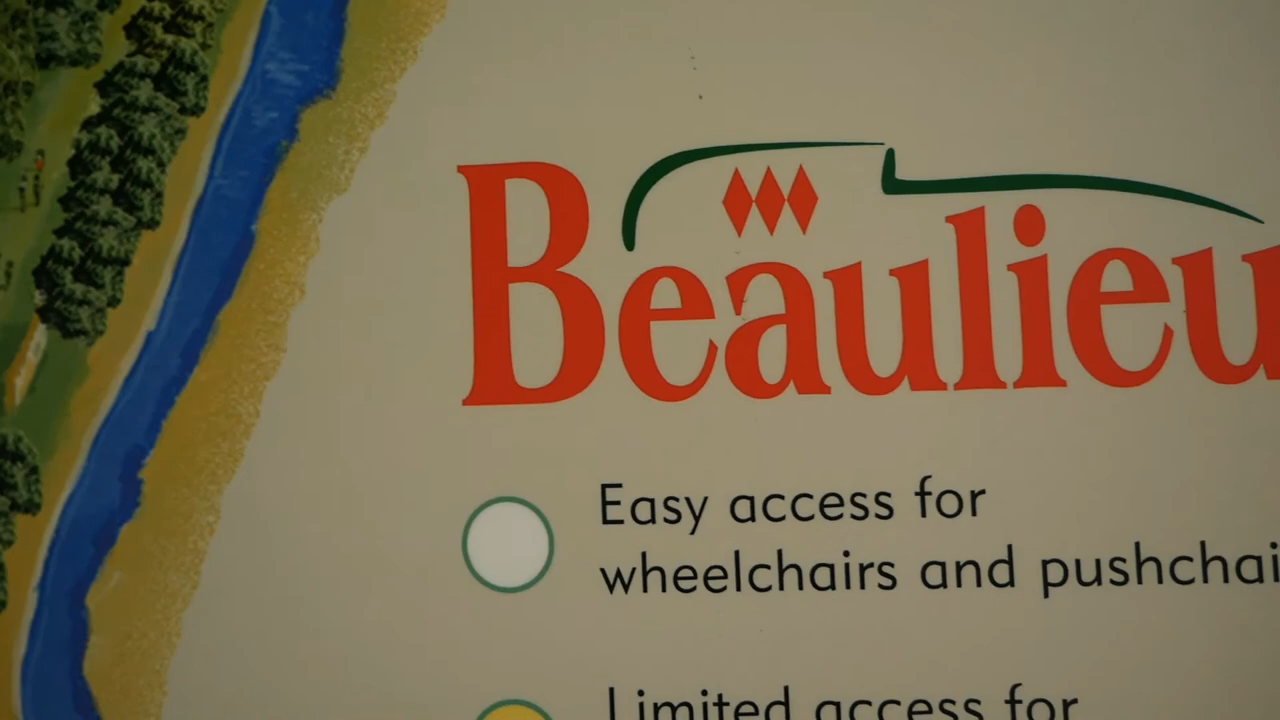 Beaulieu
Easy access for
wheelchairs and pushchai
Limited access for